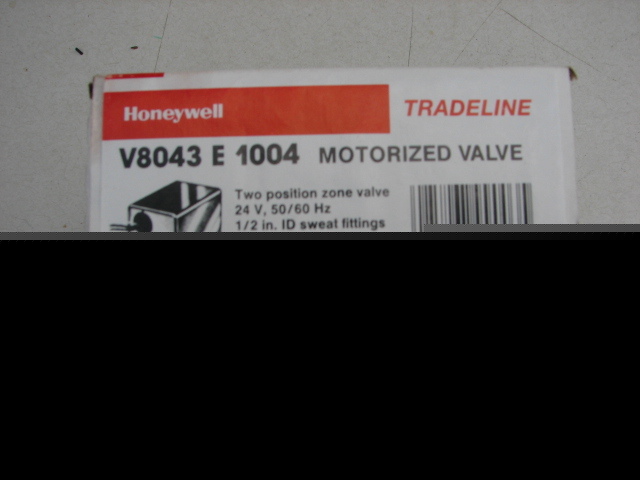 Honeywell TRADELINE
V8043 E 1004 MOTORIZED VALVE
Two position zone valve
24 V, 50/60 Hz
1/2 in. ID sweat fittings